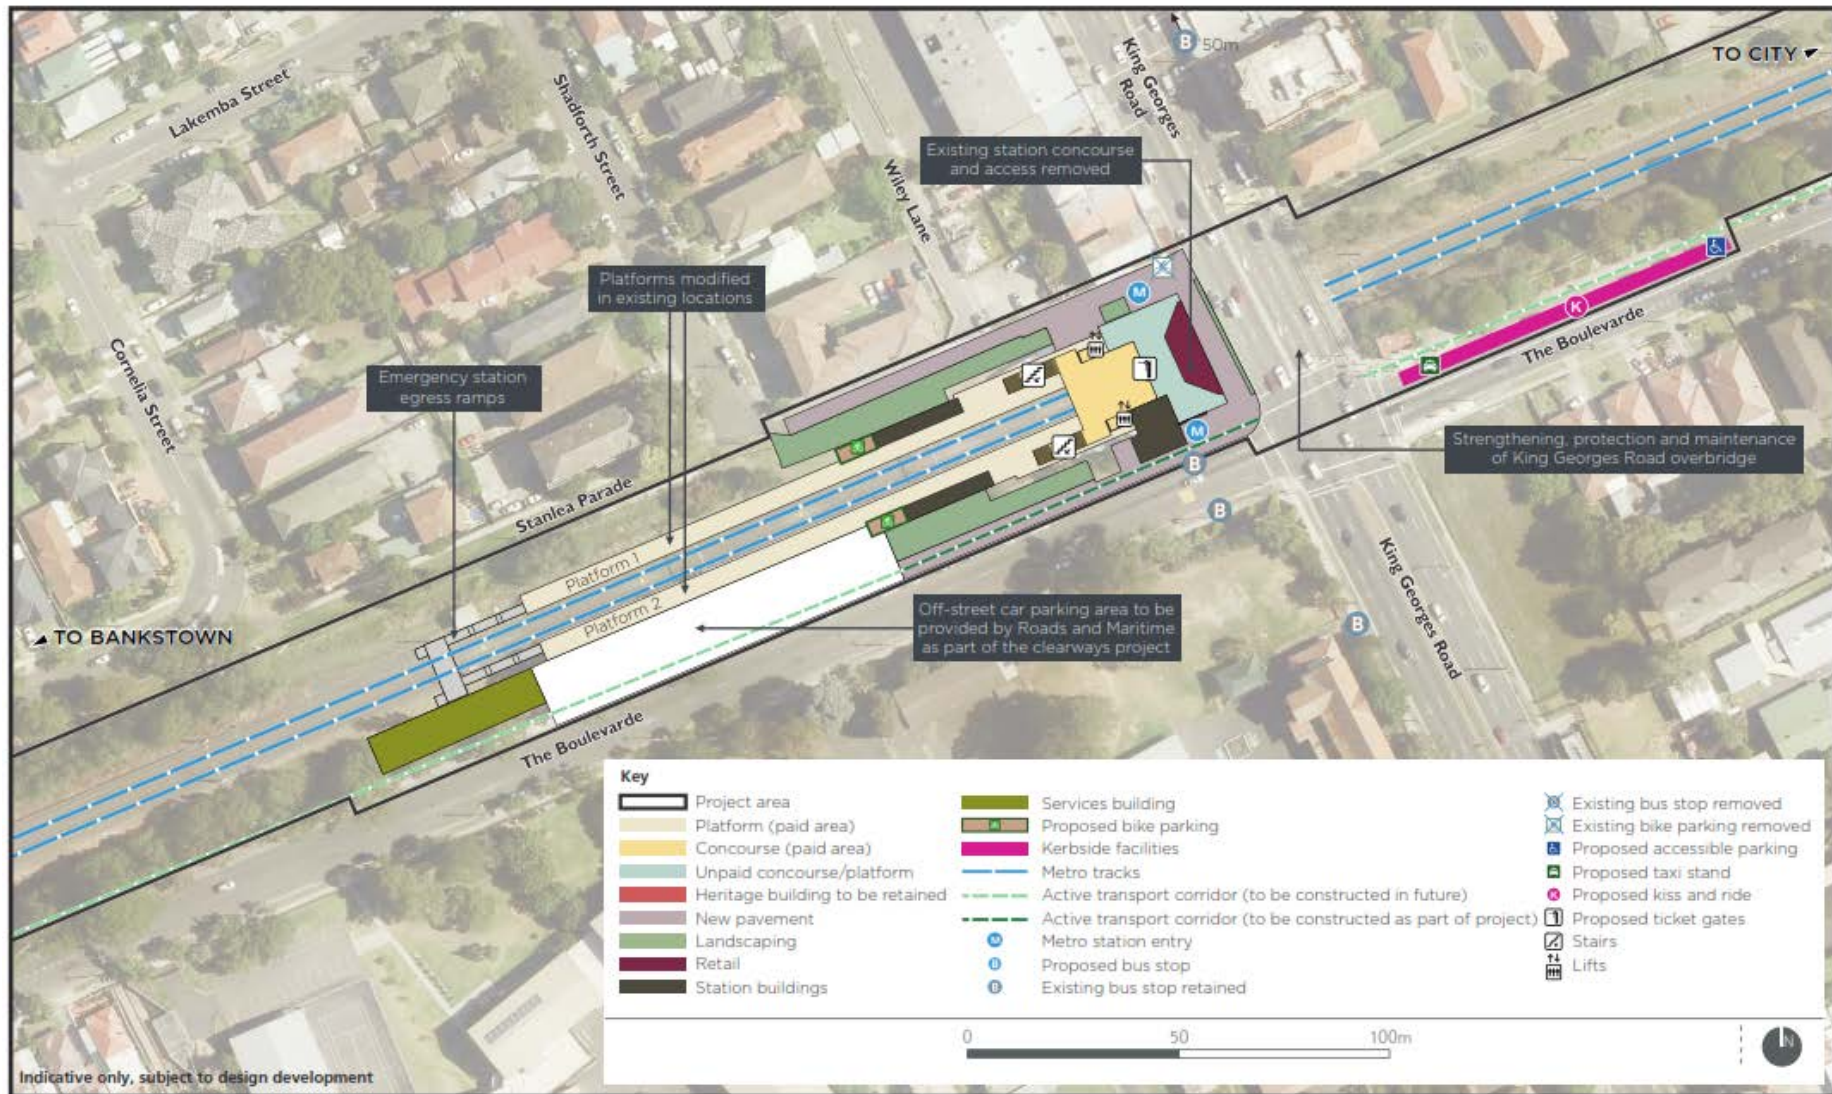 TO CITY
B 50m
King Georges
Road
Lakemba Street
Shadforth Street
Existing station concourse
and access removed
Wiley Lane
Platforms modified
in existing locations
M
K
The Boulevarde
Cornelia Street
Emergency station
egress ramps
M
B
Strengthening, protection and maintenance
of King Georges Road overbridge
B
Stanlea Parade
Platform 1
Platform 2
King Georges Road
Off-street car parking area to be
provided by Roads and Maritime
as part of the clearways project
B
TO BANKSTOWN
The Boulevarde
Key
Project area
Platform (paid area)
Concourse (paid area)
Unpaid concourse/platform
Heritage building to be retained
New pavement
Landscaping
Retail
Station buildings
Services building
Proposed bike parking
Kerbside facilities
Metro tracks
Active transport corridor (to be constructed in future)
Active transport corridor (to be constructed as part of project)
M Metro station entry
B Proposed bus stop
B Existing bus stop retained
Existing bus stop removed
Existing bike parking removed
Proposed accessible parking
Proposed taxi stand
K Proposed kiss and ride
Proposed ticket gates
Stairs
Lifts
0 50 100m
N
Indicative only, subject to design development